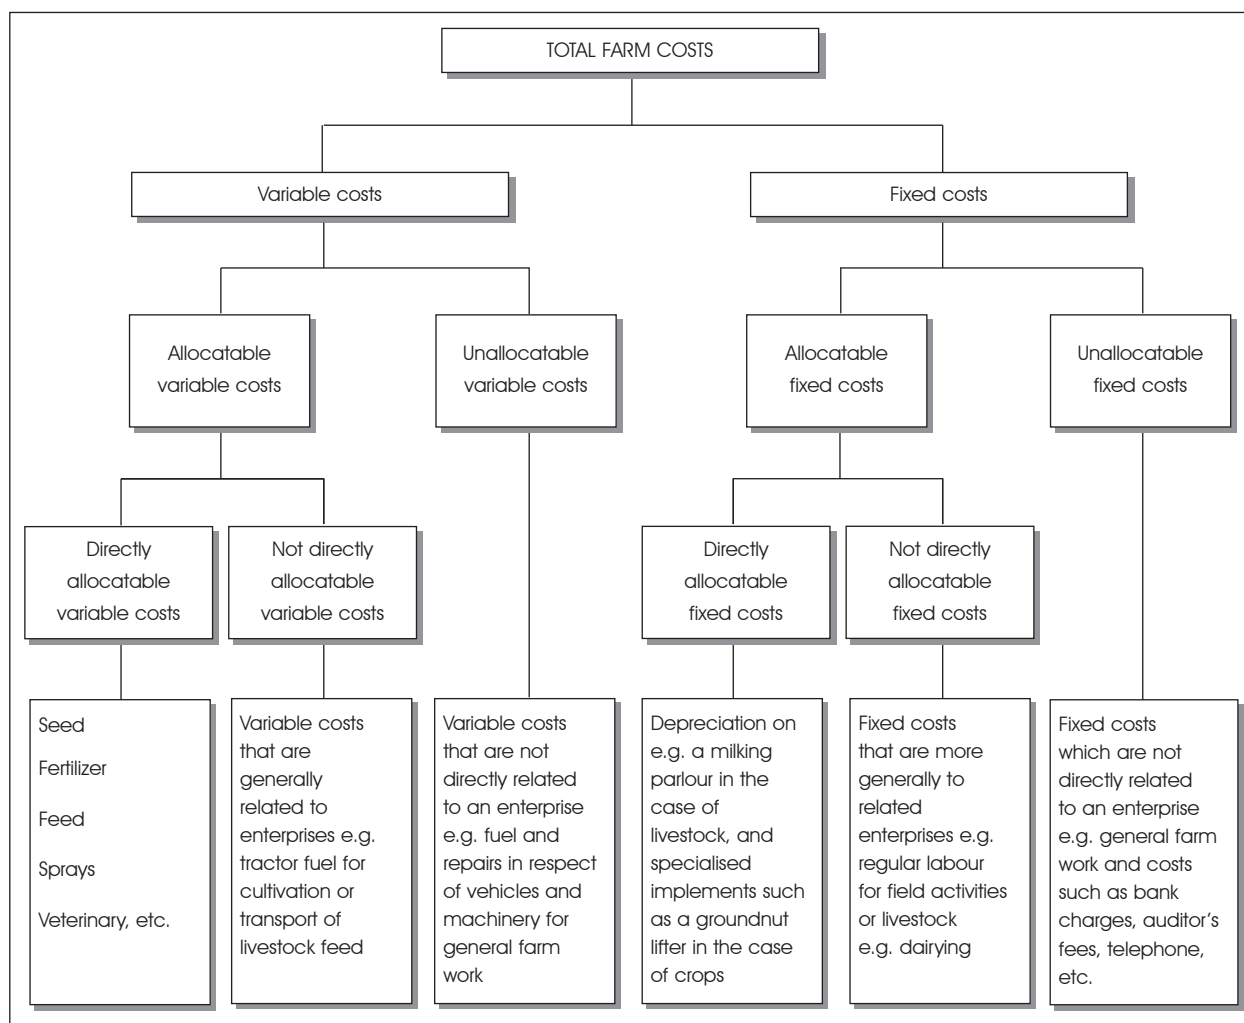 TOTAL FARM COSTS
Variable costs
Fixed costs
Allocatable
variable costs
Unallocatable
variable costs
Allocatable
fixed costs
Unallocatable
fixed costs
Directly
allocatable
variable costs
Not directly
allocatable
variable costs
Directly
allocatable
fixed costs
Not directly
allocatable
fixed costs
Seed
Fertilizer
Feed
Sprays
Veterinary, etc.
Variable costs
that are
generally
related to
enterprises e.g.
tractor fuel for
cultivation or
transport of
livestock feed
Variable costs
that are not
directly related
to an enterprise
e.g. fuel and
repairs in respect
of vehicles and
machinery for
general farm
work
Depreciation on
e.g. a milking
parlour in the
case of
livestock, and
specialised
implements such
as a groundnut
lifter in the case
of crops
Fixed costs
that are more
generally to
related
enterprises e.g.
regular labour
for field activities
or livestock
e.g. dairying
Fixed costs
which are not
directly related
to an enterprise
e.g. general farm
work and costs
such as bank
charges, auditor's
fees, telephone,
etc.